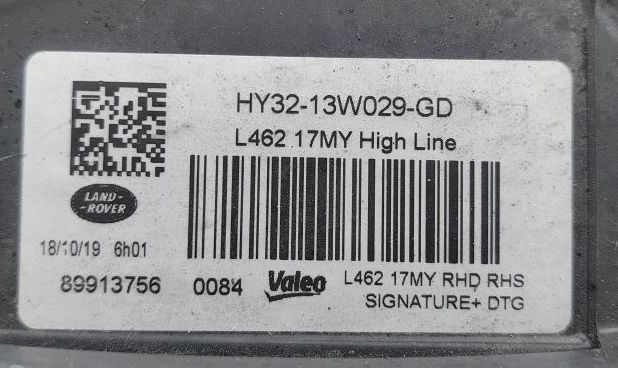 HY32-13W029-GD
L462 17MY High Line
LAND-
-ROVER
18/10/19 6h01
89913756 0084 Valeo L462 17MY RHD RHS
SIGNATURE+ DTG